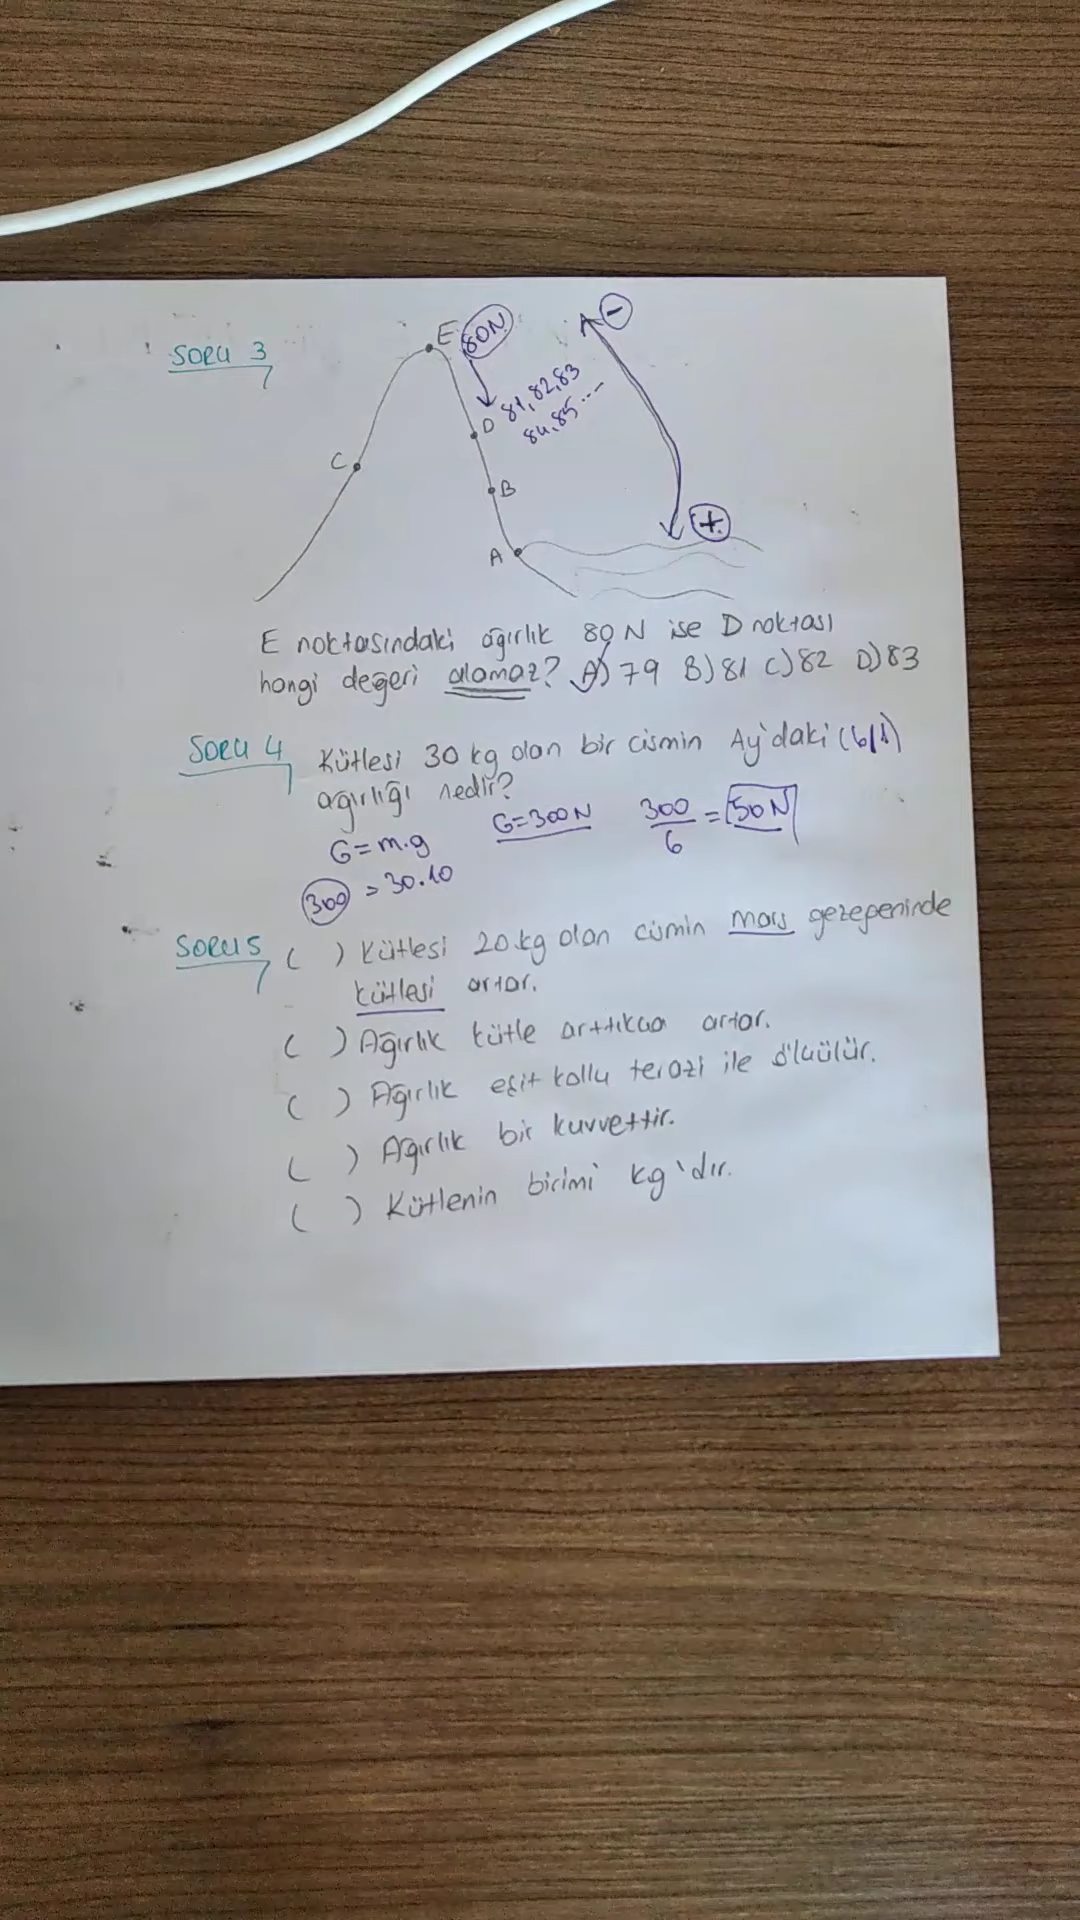 SORU 3
E 80N
-
D 81,82,83
84,85...
C
B
+
A
E noktasındaki ağırlık 80 N ise D noktası
hangi değeri alamaz? A) 79 B) 81 C) 82 D) 83
SORU 4 Kütlesi 30 kg olan bir cismin Ay'daki (6/1)
ağırlığı nedir?
G=m.g G=300N 300/6 = 50N
300 = 30.10
SORU 5 ( ) Kütlesi 20 kg olan cismin Mars gezegeninde
kütlesi artar.
( ) Ağırlık kütle arttıkça artar.
( ) Ağırlık eşit kollu terazi ile ölçülür.
( ) Ağırlık bir kuvvettir.
( ) Kütlenin birimi kg'dır.